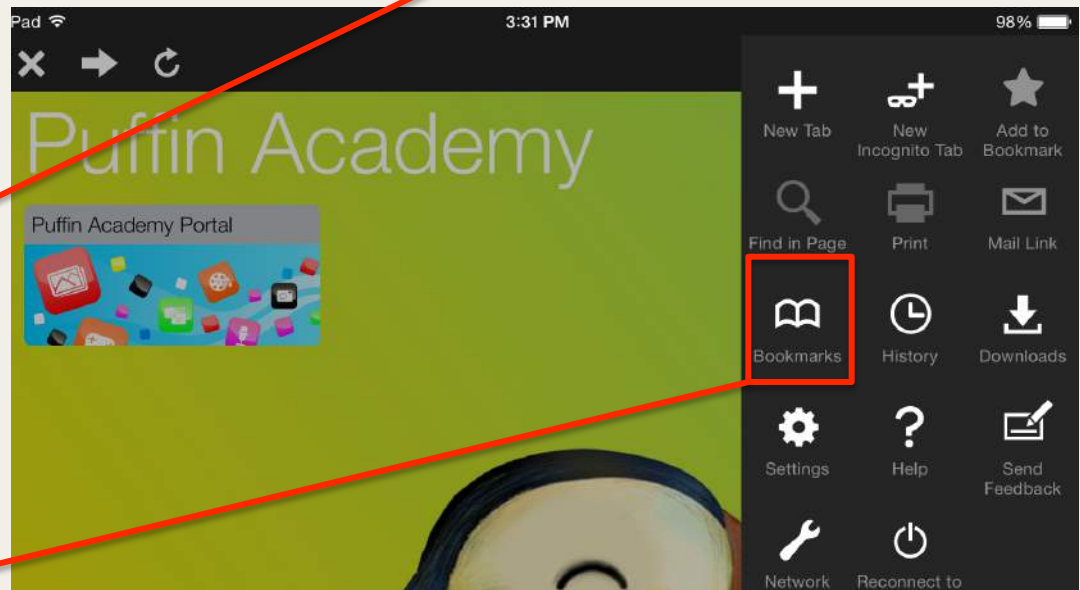 Pad 3:31 PM 98%
Puffin Academy
Puffin Academy Portal
New Tab
New
Incognito Tab
Add to
Bookmark
Find in Page
Print
Mail Link
Bookmarks
History
Downloads
Settings
Help
Send
Feedback
Network
Reconnect to